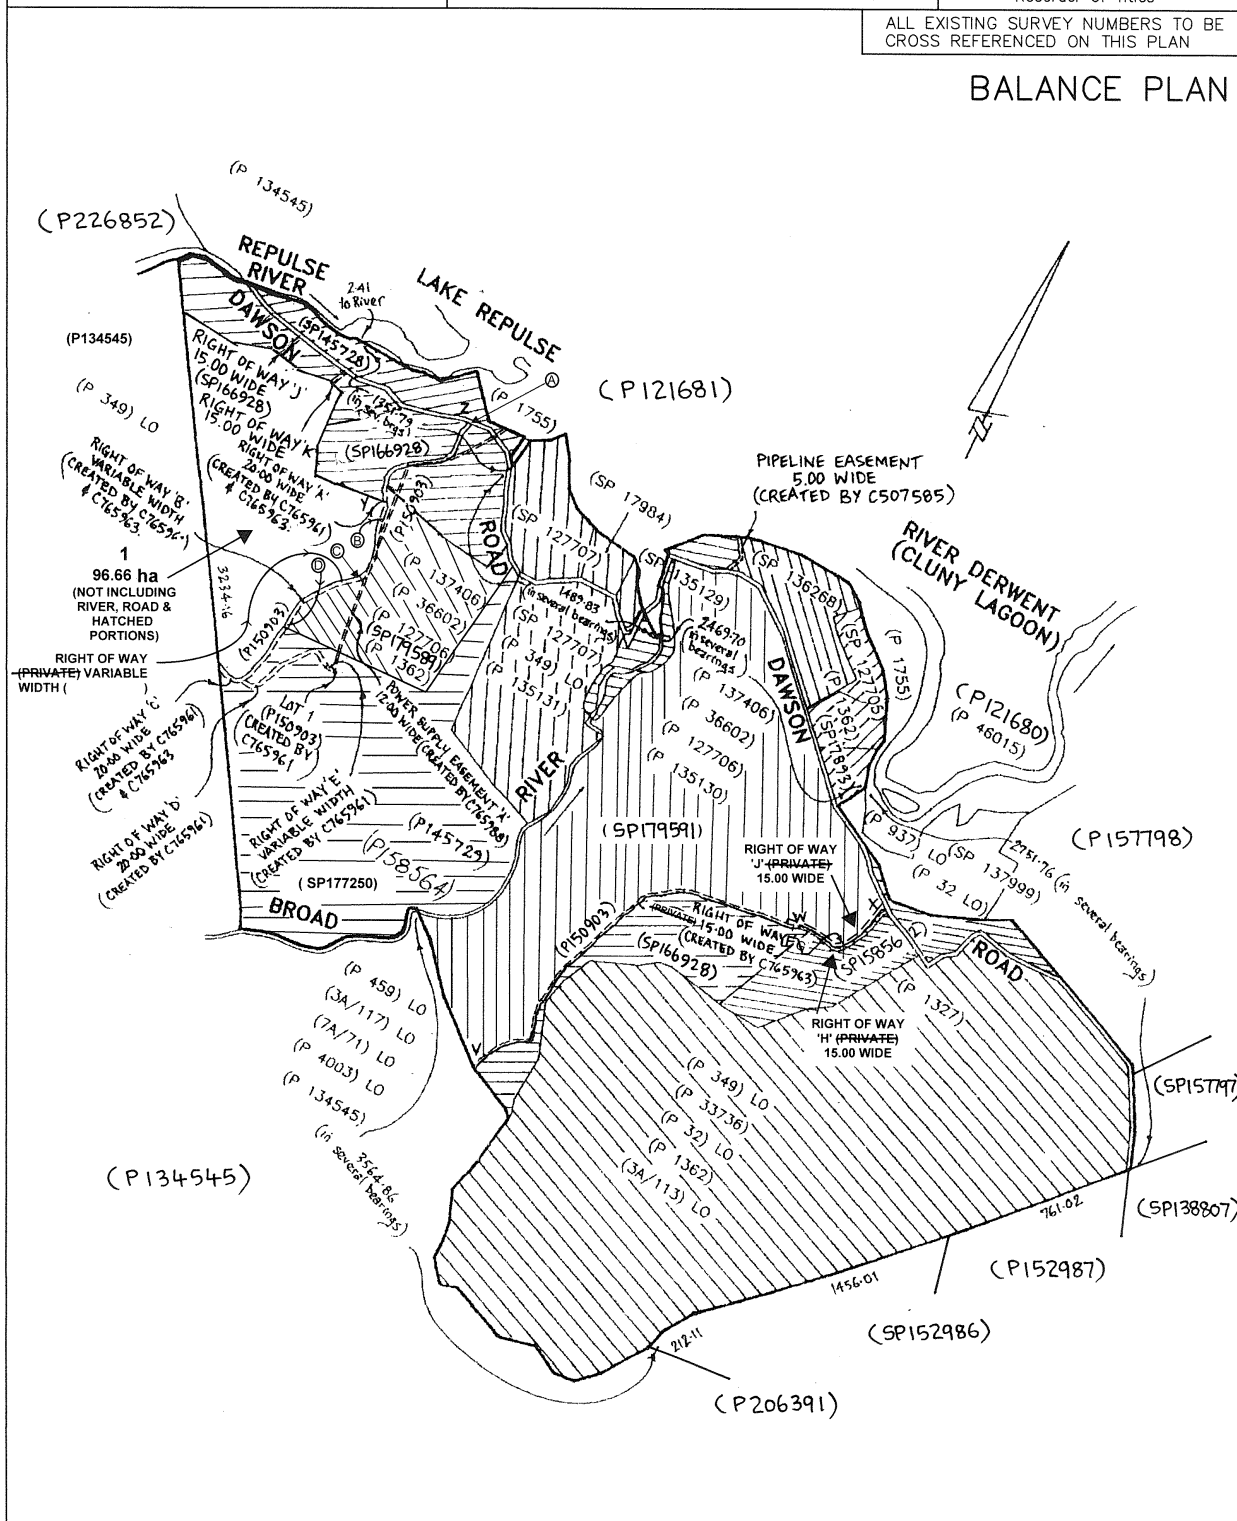 ALL EXISTING SURVEY NUMBERS TO BE
CROSS REFERENCED ON THIS PLAN
BALANCE PLAN
(P 134545)
(P226852)
REPULSE
RIVER
2·41
to River
LAKE REPULSE
DAWSON
(SP145728)
(P134545)
(P 349) LO
RIGHT OF WAY 'J'
15.00 WIDE
(SP166928)
RIGHT OF WAY 'K'
15.00 WIDE
1351·79
(in sev. brgs)
Z
A
(P 1755)
(P121681)
(SP166928)
RIGHT OF WAY 'A'
20·00 WIDE
(CREATED BY C765961)
& C765963.
RIGHT OF WAY 'B'
VARIABLE WIDTH
(CREATED BY C765961)
& C765963.
Y
(P150903)
ROAD
(SP 17984)
PIPELINE EASEMENT
5.00 WIDE
(CREATED BY C507585)
(SP 127707)
(SP 135129)
(SP 136268)
RIVER DERWENT
(CLUNY LAGOON)
1
96.66 ha
(NOT INCLUDING
RIVER, ROAD &
HATCHED
PORTIONS)
B
C
D
3234·16
(P 137406)
(P 36602)
(P 127706)
(SP179589)
(P 1362)
1489·83
(in several bearings)
(SP 127707)
(P 349) LO
(P 135131)
2469·70
(in several
bearings)
DAWSON
(SP 127705)
(P 1755)
(P 1362)
(SP178931)
(P121680)
(P 46015)
(P 137406)
(P 36602)
(P 127706)
(P 135130)
RIGHT OF WAY
(PRIVATE) VARIABLE
WIDTH ( )
(P150903)
LOT 1
(P150903)
(CREATED BY
C765961
RIGHT OF WAY 'C'
20·00 WIDE
(CREATED BY C765961)
& C765963
RIGHT OF WAY 'D'
20·00 WIDE
(CREATED BY C765961)
RIGHT OF WAY 'E'
VARIABLE WIDTH
(CREATED BY C765961)
POWER SUPPLY EASEMENT 'A'
12·00 WIDE (CREATED BY C765988)
RIVER
(P145729)
(P158564)
(SP177250)
BROAD
(SP179591)
RIGHT OF WAY
'J' (PRIVATE)
15.00 WIDE
(P 937) LO
(SP 137999)
(P 32 LO)
(P157798)
2751·76 (in several bearings)
(P150903)
RIGHT OF WAY
(PRIVATE) 15·00 WIDE
(CREATED BY C765963)
(SP166928)
W
X
(SP15856
ROAD
(P 1327)
RIGHT OF WAY
'H' (PRIVATE)
15.00 WIDE
V
(P 459) LO
(3A/117) LO
(7A/71) LO
(P 4003) LO
(P 134545)
3564·86
(in several bearings)
(P 349) LO
(P 33736)
(P 32) LO
(P 1362)
(3A/113) LO
(SP157797)
(P134545)
761·02
(SP138807)
(P152987)
1456·01
(SP152986)
212·11
(P206391)